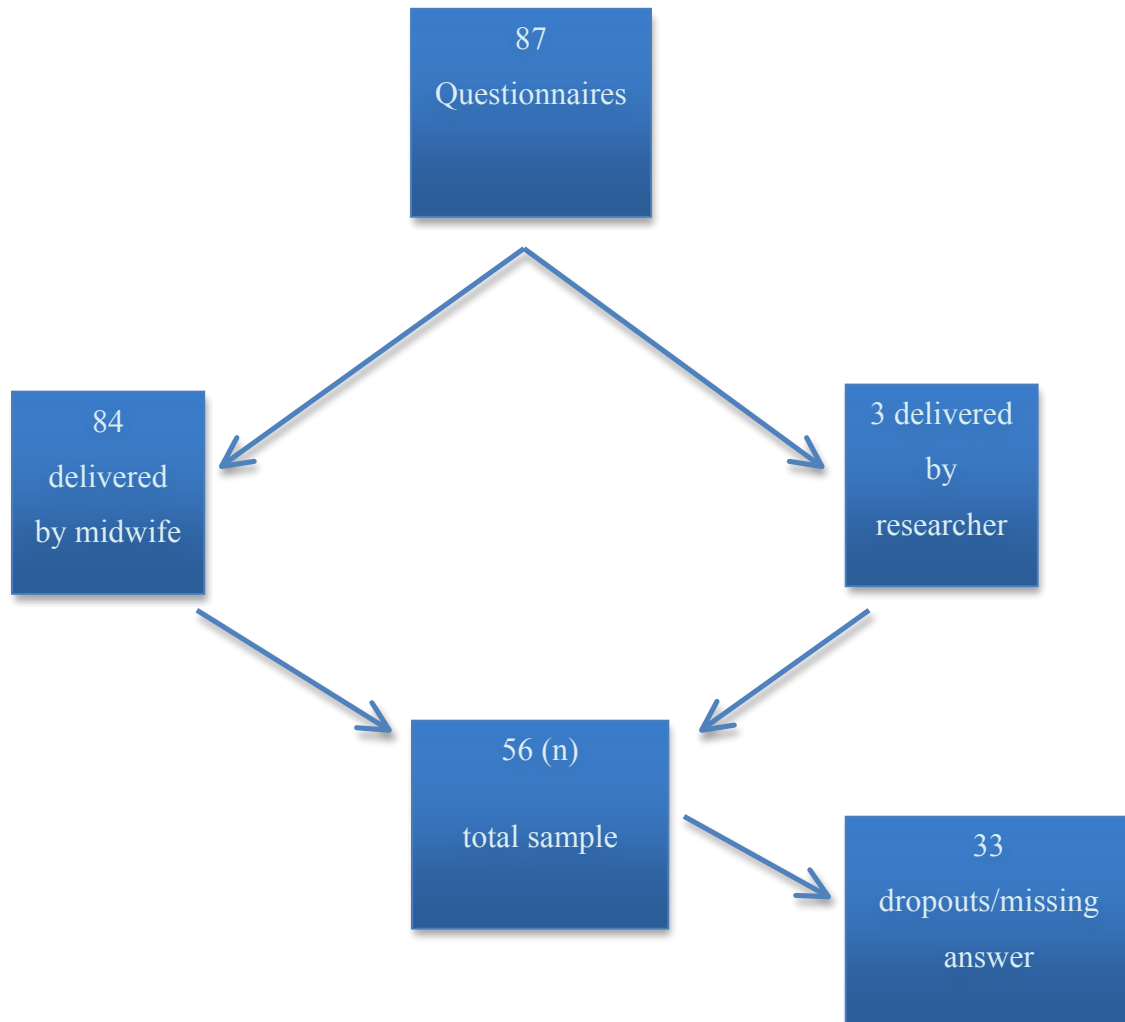 87
Questionnaires
84
delivered
by midwife
3 delivered
by
researcher
56 (n)
total sample
33
dropouts/missing
answer